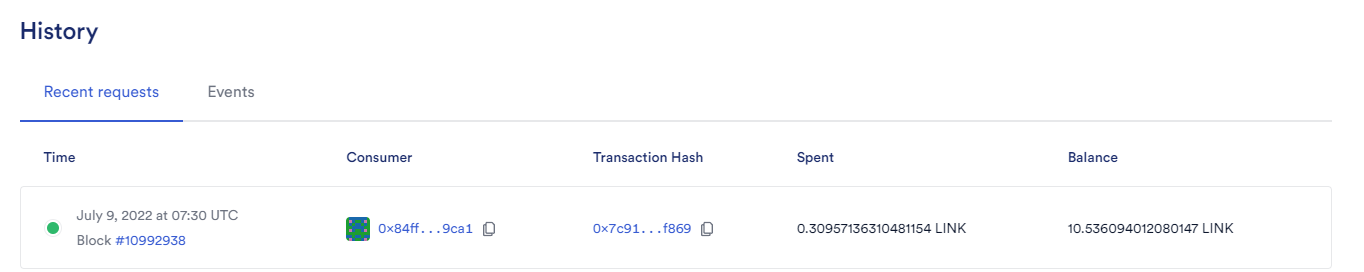 History
Recent requests Events
Time Consumer Transaction Hash Spent Balance
July 9, 2022 at 07:30 UTC
Block #10992938
0x84ff...9ca1 0x7c91...f869 0.30957136310481154 LINK 10.536094012080147 LINK